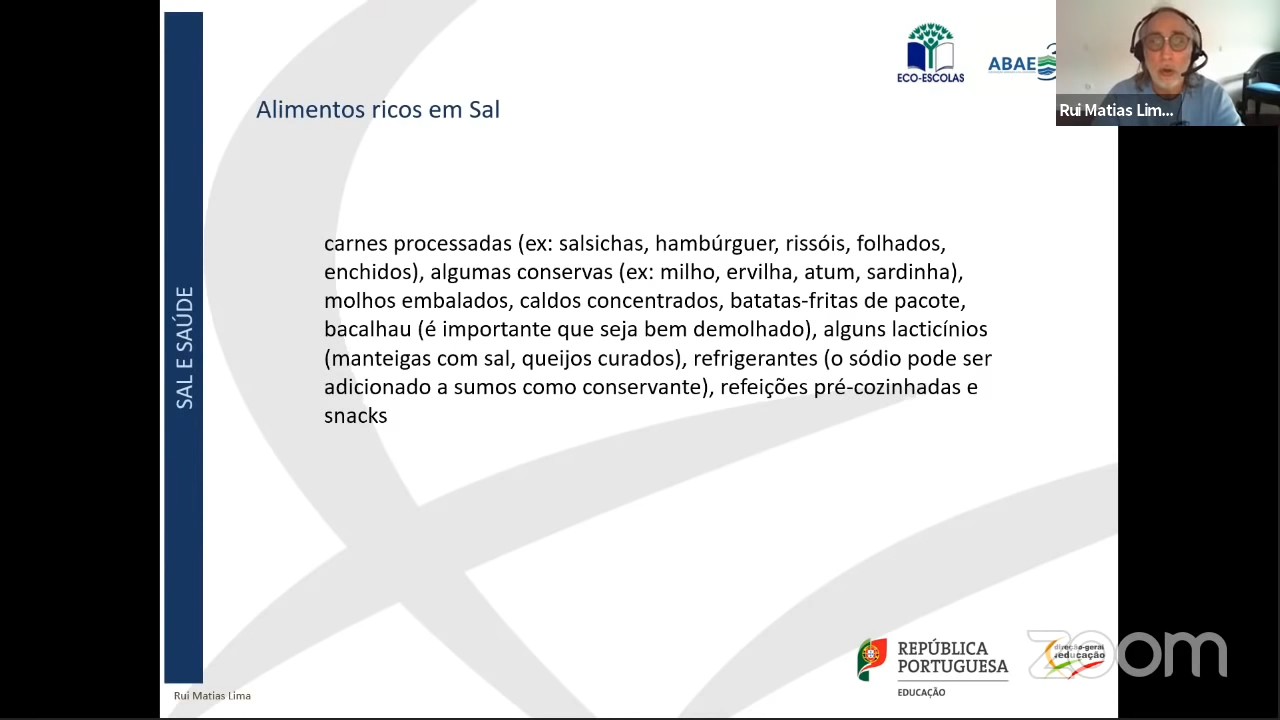 ECO-ESCOLAS
ABAE
Rui Matias Lim...
Alimentos ricos em Sal
SAL E SAÚDE
carnes processadas (ex: salsichas, hambúrguer, rissóis, folhados,
enchidos), algumas conservas (ex: milho, ervilha, atum, sardinha),
molhos embalados, caldos concentrados, batatas-fritas de pacote,
bacalhau (é importante que seja bem demolhado), alguns lacticínios
(manteigas com sal, queijos curados), refrigerantes (o sódio pode ser
adicionado a sumos como conservante), refeições pré-cozinhadas e
snacks
REPÚBLICA
PORTUGUESA
EDUCAÇÃO
direção-geral
educação
zoom
Rui Matias Lima